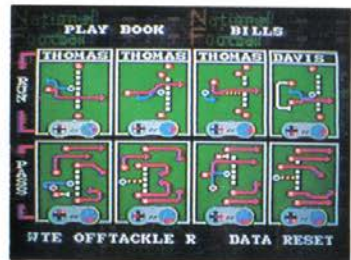 PLAY BOOK BILLS
THOMAS THOMAS THOMAS DAVIS
RUN
PASS
WTE OFFTACKLE R DATA RESET